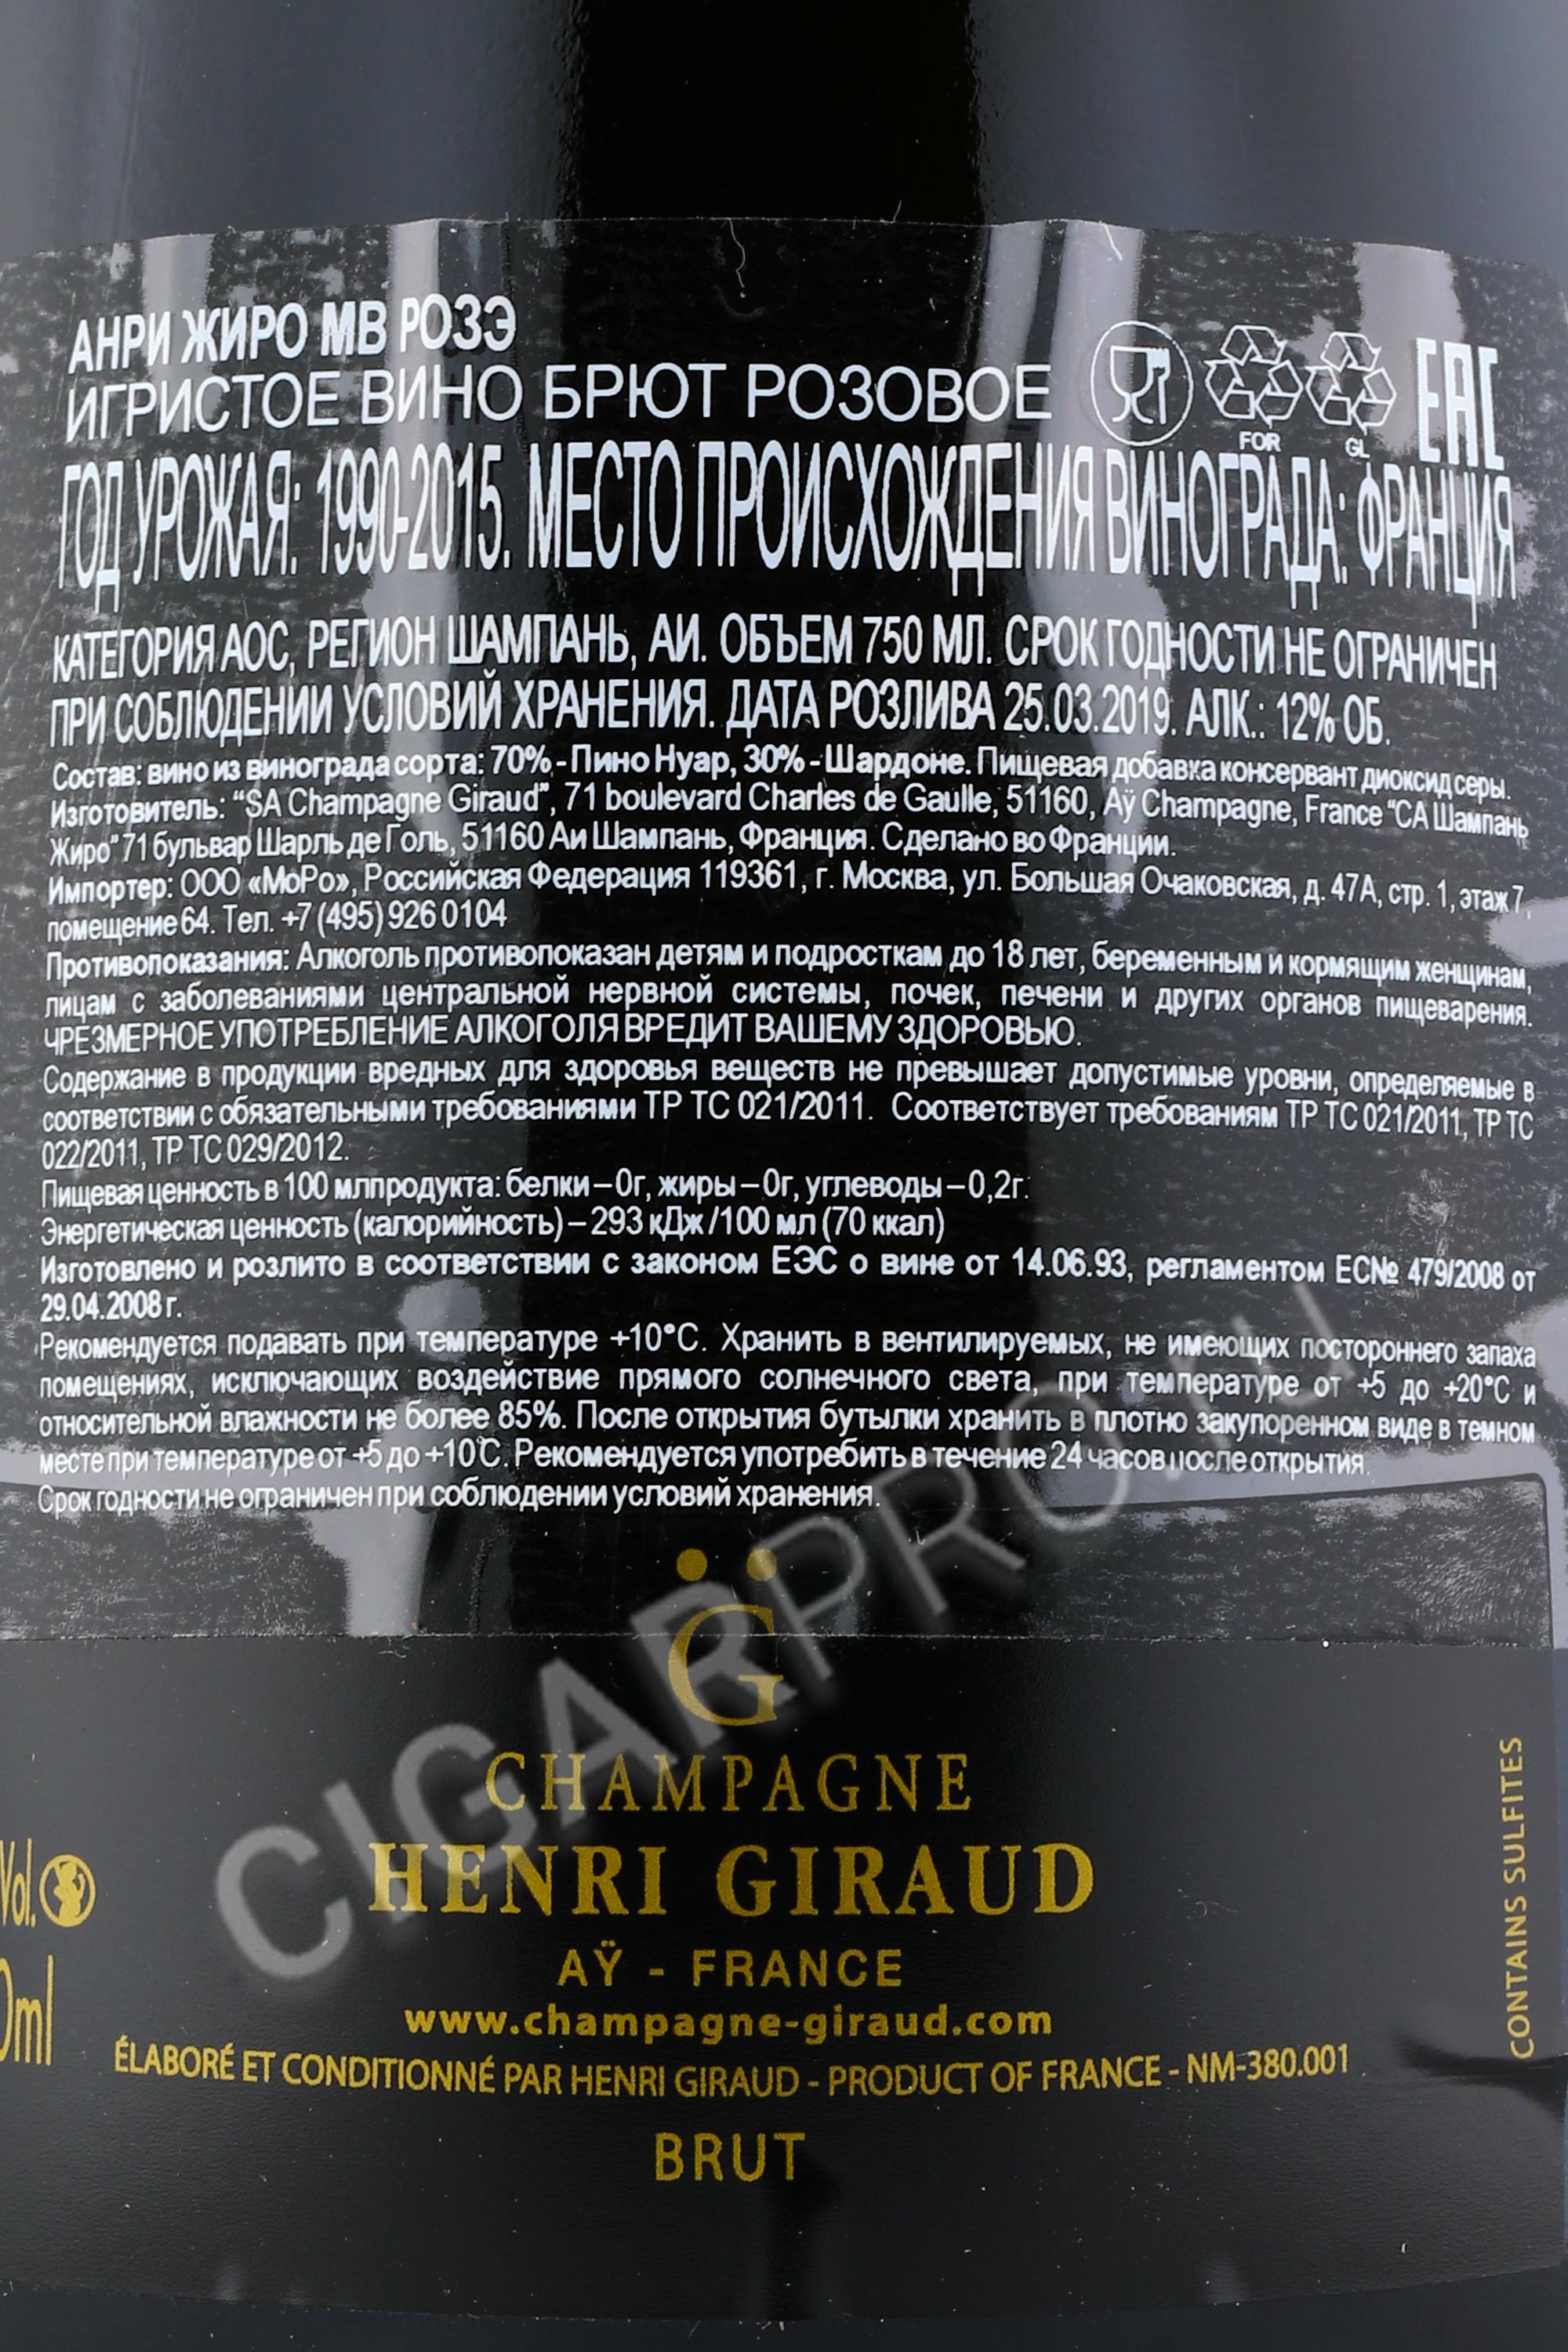 АНРИ ЖИРО МВ РОЗЭ
ИГРИСТОЕ ВИНО БРЮТ РОЗОВОЕ
FOR
GL
EAC
ГОД УРОЖАЯ: 1990-2015. МЕСТО ПРОИСХОЖДЕНИЯ ВИНОГРАДА: ФРАНЦИЯ
КАТЕГОРИЯ АОС, РЕГИОН ШАМПАНЬ, АИ. ОБЪЕМ 750 МЛ. СРОК ГОДНОСТИ НЕ ОГРАНИЧЕН
ПРИ СОБЛЮДЕНИИ УСЛОВИЙ ХРАНЕНИЯ. ДАТА РОЗЛИВА 25.03.2019. АЛК.: 12% ОБ.
Состав: вино из винограда сорта: 70% - Пино Нуар, 30% - Шардоне. Пищевая добавка консервант диоксид серы.
Изготовитель: “SA Champagne Giraud”, 71 boulevard Charles de Gaulle, 51160, Aÿ Champagne, France “СА Шампань
Жиро” 71 бульвар Шарль де Голь, 51160 Аи Шампань, Франция. Сделано во Франции.
Импортер: ООО «МоРо», Российская Федерация 119361, г. Москва, ул. Большая Очаковская, д. 47А, стр. 1, этаж 7,
помещение 64. Тел. +7 (495) 926 0104
Противопоказания: Алкоголь противопоказан детям и подросткам до 18 лет, беременным и кормящим женщинам,
лицам с заболеваниями центральной нервной системы, почек, печени и других органов пищеварения.
ЧРЕЗМЕРНОЕ УПОТРЕБЛЕНИЕ АЛКОГОЛЯ ВРЕДИТ ВАШЕМУ ЗДОРОВЬЮ.
Содержание в продукции вредных для здоровья веществ не превышает допустимые уровни, определяемые в
соответствии с обязательными требованиями ТР ТС 021/2011. Соответствует требованиям ТР ТС 021/2011, ТР ТС
022/2011, ТР ТС 029/2012.
Пищевая ценность в 100 млпродукта: белки – 0г, жиры – 0г, углеводы – 0,2г.
Энергетическая ценность (калорийность) – 293 кДж /100 мл (70 ккал)
Изготовлено и розлито в соответствии с законом ЕЭС о вине от 14.06.93, регламентом ЕС№ 479/2008 от
29.04.2008 г.
Рекомендуется подавать при температуре +10°С. Хранить в вентилируемых, не имеющих постороннего запаха
помещениях, исключающих воздействие прямого солнечного света, при температуре от +5 до +20°С и
относительной влажности не более 85%. После открытия бутылки хранить в плотно закупоренном виде в темном
месте при температуре от +5 до +10°С. Рекомендуется употребить в течение 24 часов после открытия.
Срок годности не ограничен при соблюдении условий хранения.
G
CHAMPAGNE
HENRI GIRAUD
AŸ - FRANCE
www.champagne-giraud.com
ÉLABORÉ ET CONDITIONNÉ PAR HENRI GIRAUD - PRODUCT OF FRANCE - NM-380.001
BRUT
Vol.
0ml
CONTAINS SULFITES
CIGARPRO.ru